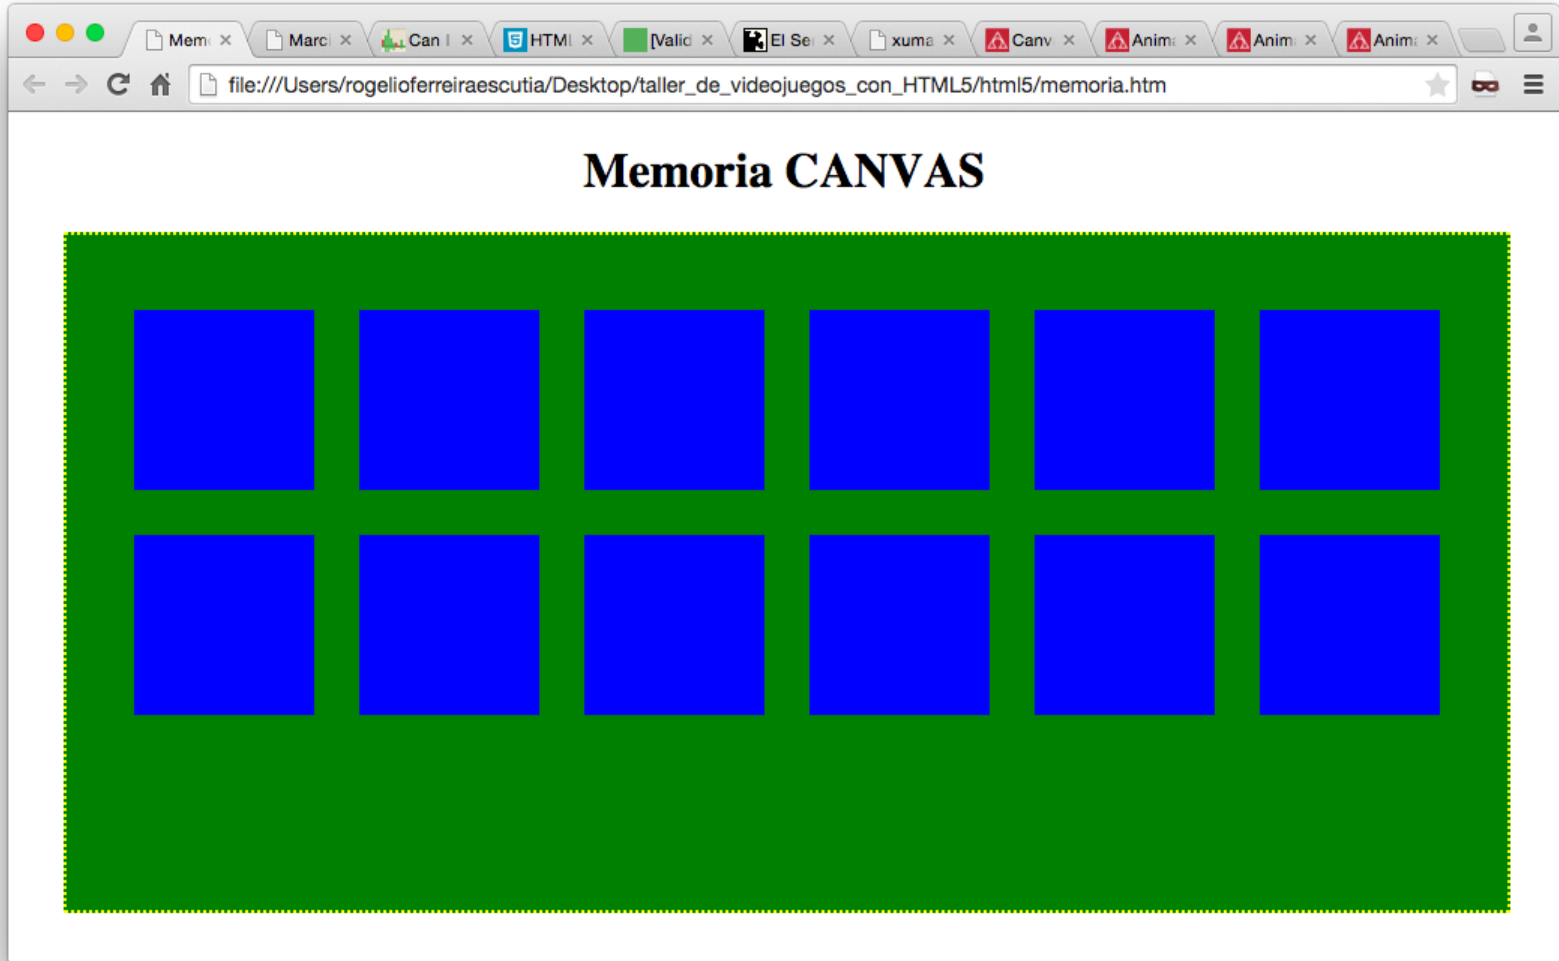 Mem
Marc
Can I
HTML
[Valid
El Se
xuma
Canv
Anim
Anim
Anim
file:///Users/rogelioferreiraescutia/Desktop/taller_de_videojuegos_con_HTML5/html5/memoria.htm
Memoria CANVAS